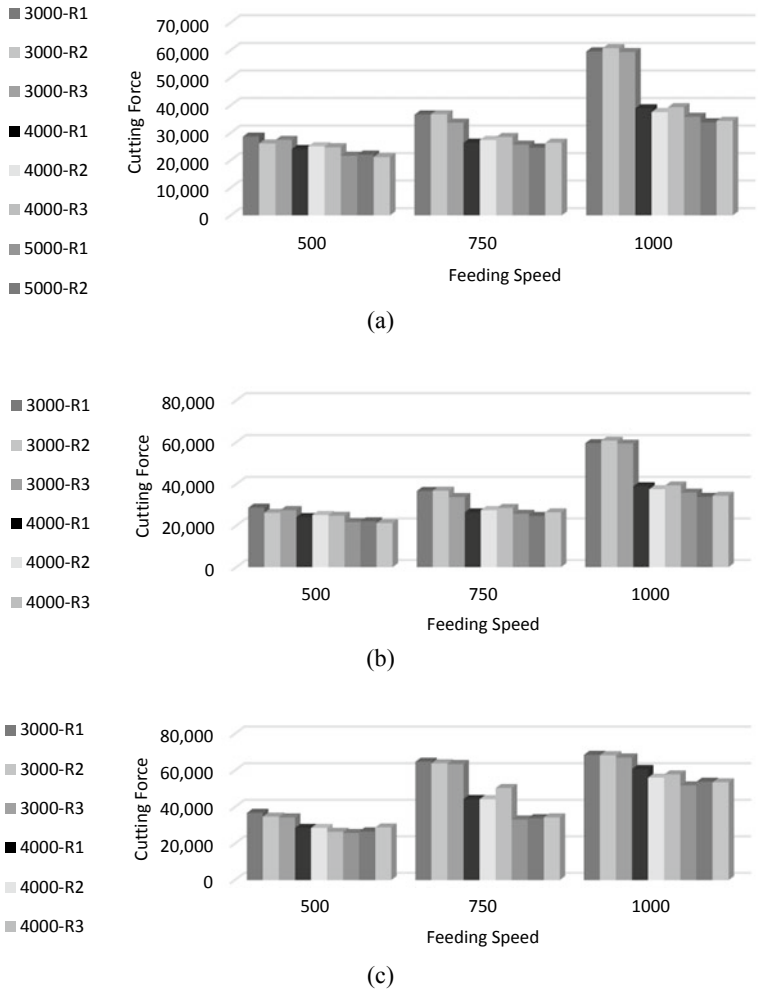 3000-R1
3000-R2
3000-R3
4000-R1
4000-R2
4000-R3
5000-R1
5000-R2
Cutting Force
70,000
60,000
50,000
40,000
30,000
20,000
10,000
0
500 750 1000
Feeding Speed
(a)
3000-R1
3000-R2
3000-R3
4000-R1
4000-R2
4000-R3
Cutting Force
80,000
60,000
40,000
20,000
0
500 750 1000
Feeding Speed
(b)
3000-R1
3000-R2
3000-R3
4000-R1
4000-R2
4000-R3
Cutting Force
80,000
60,000
40,000
20,000
0
500 750 1000
Feeding Speed
(c)